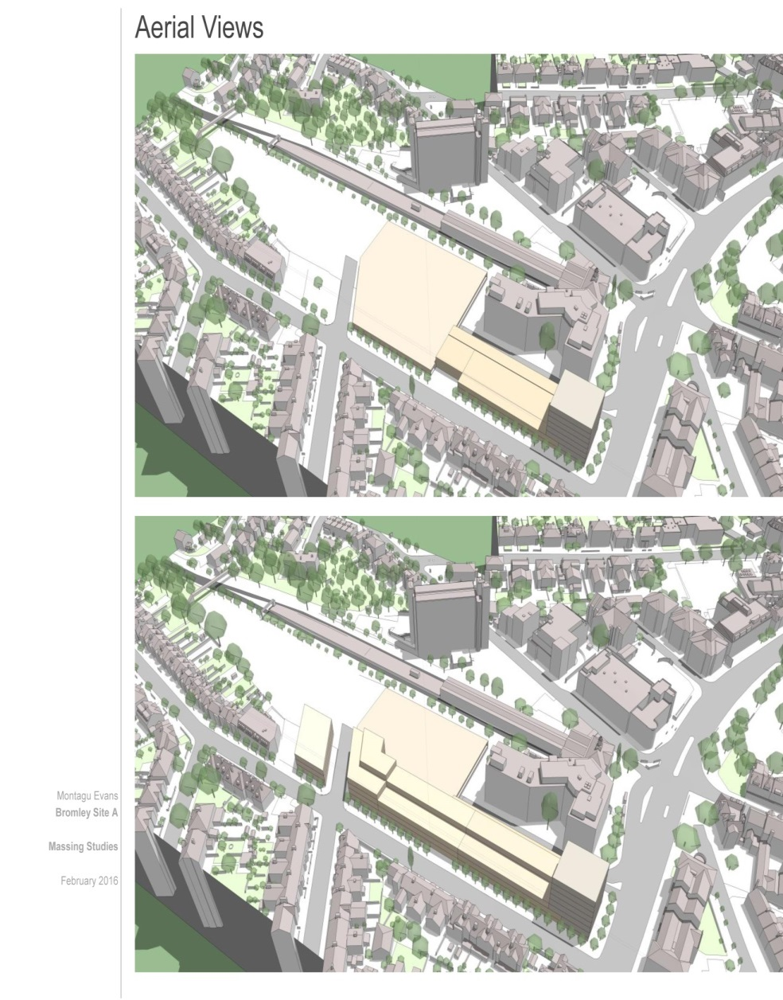 Aerial Views
Montagu Evans
Bromley Site A
Massing Studies
February 2016